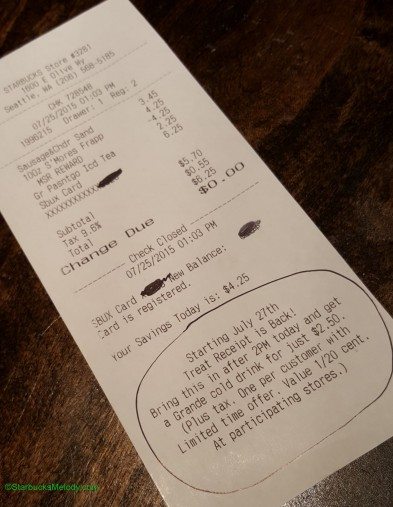 STARBUCKS Store #3281
1600 E Olive Wy
Seattle, WA (206) 568-5185
CHK 728548
07/25/2015 01:03 PM
1996215 Drawer: 1 Reg: 2
Sausage&Chdr Sand 3.45
10oz S'Mores Frapp 4.25
MSR REWARD -4.25
Gr Pasntgo Icd Tea 2.25
Sbux Card 6.25
XXXXXXXXXXXX
Subtotal $5.70
Tax 9.6% $0.55
Total $6.25
Change Due $0.00
Check Closed
07/25/2015 01:03 PM
SBUX Card New Balance:
Card is registered.
Your Savings Today is: $4.25
Starting July 27th
Treat Receipt is Back!
Bring this in after 2PM today and get
a Grande cold drink for just $2.50.
(Plus tax. One per customer with
Limited time offer. Value 1/20 cent.
At participating stores.)
©StarbucksMelody.com